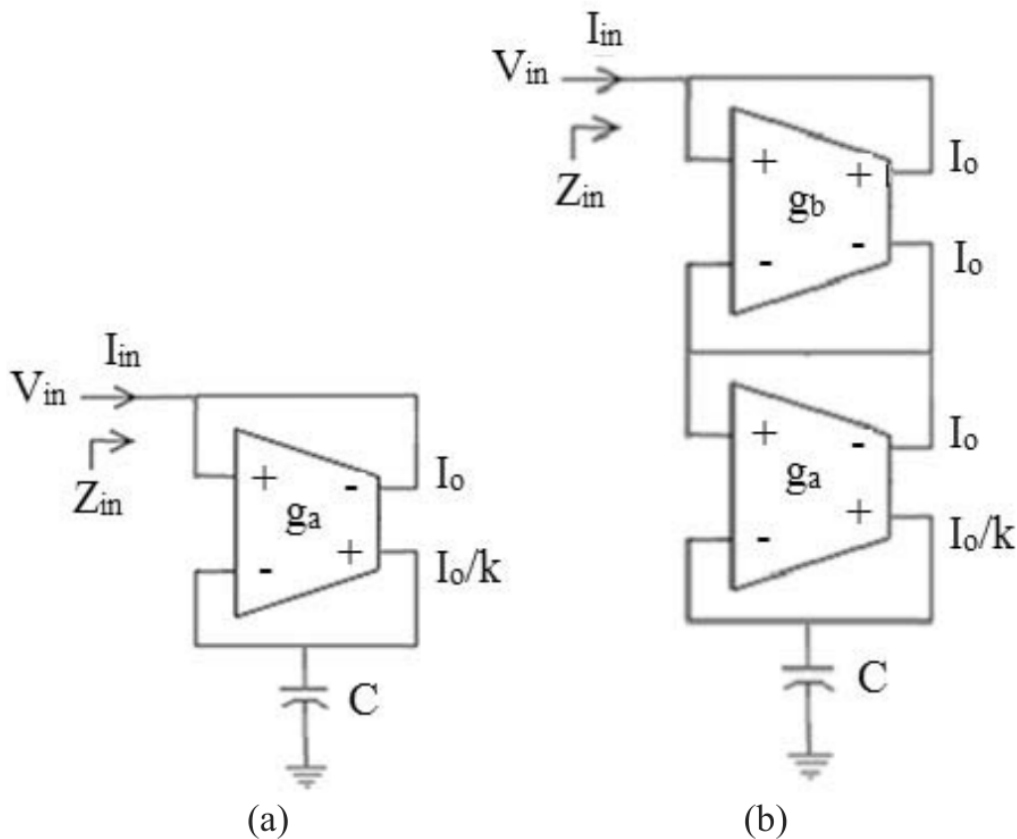 Iin
Vin
Zin
+
-
ga
-
+
Io
Io/k
C
(a)
Iin
Vin
Zin
+
+
Io
gb
-
-
Io
+
-
Io
ga
+
-
Io/k
C
(b)